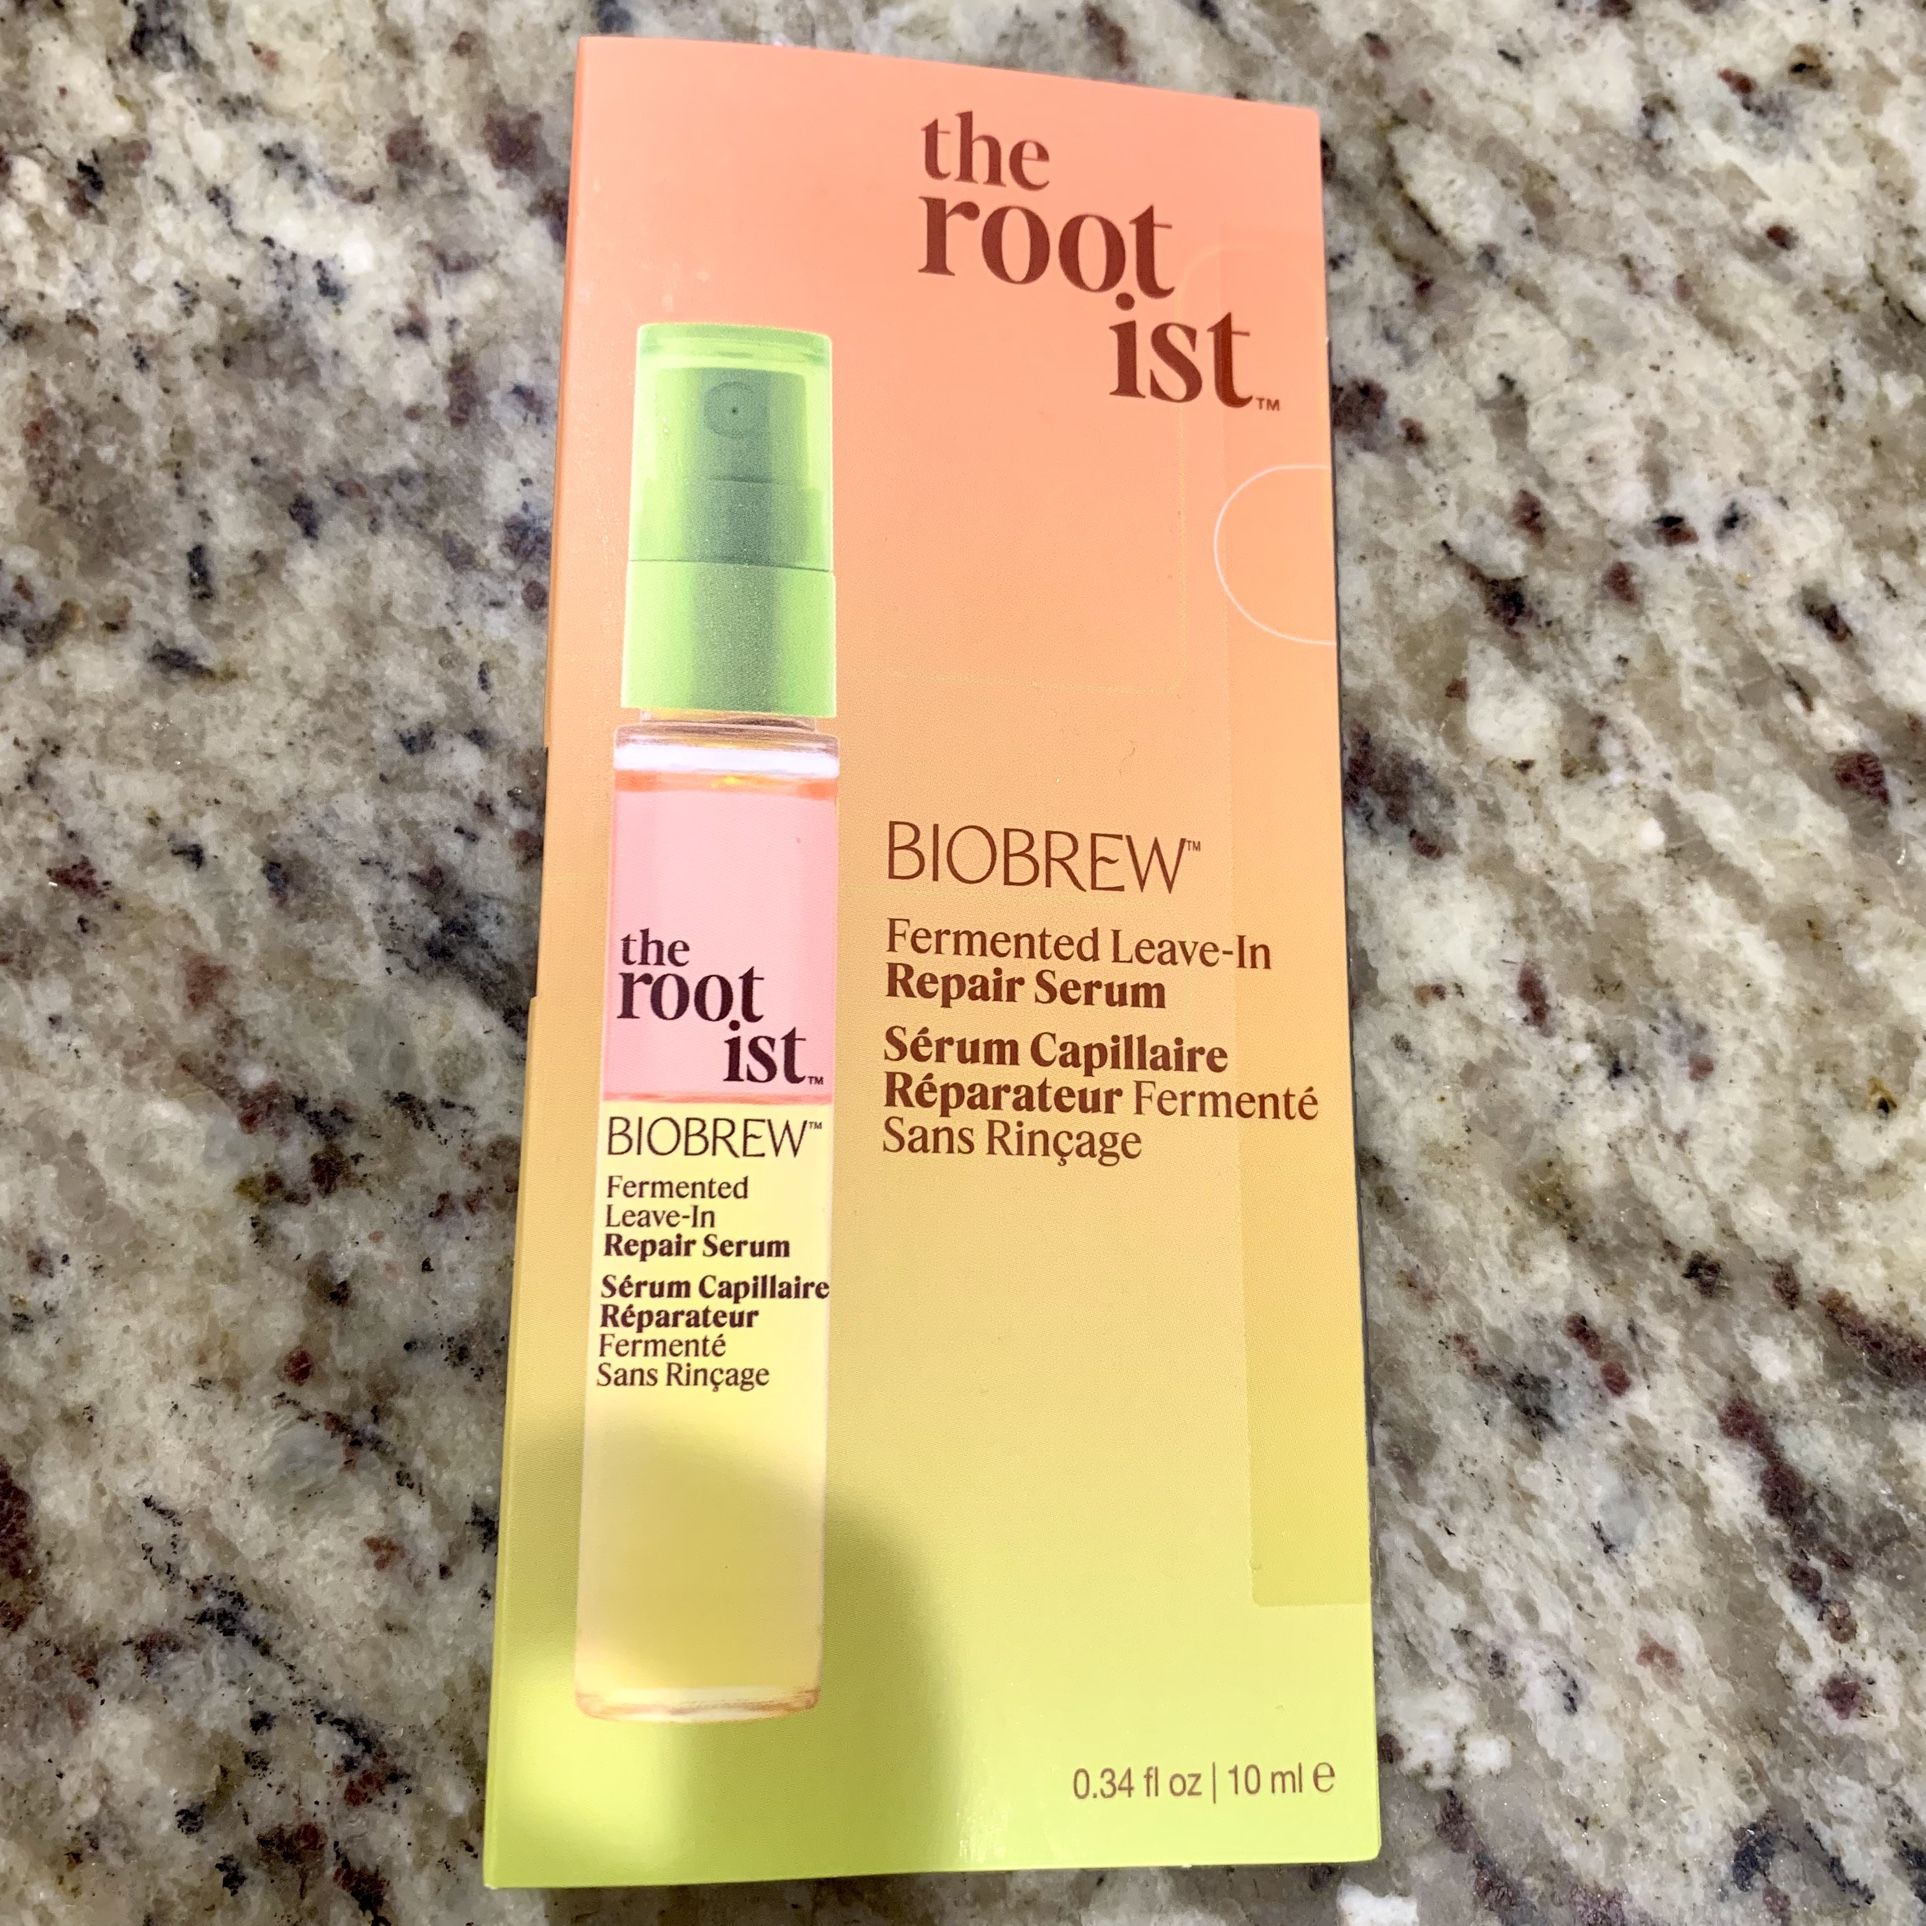 the
root
ist™
BIOBREW™
Fermented Leave-In
Repair Serum
Sérum Capillaire
Réparateur Fermenté
Sans Rinçage
0.34 fl oz | 10 ml ℮
the
root
ist™
BIOBREW™
Fermented
Leave-In
Repair Serum
Sérum Capillaire
Réparateur
Fermenté
Sans Rinçage